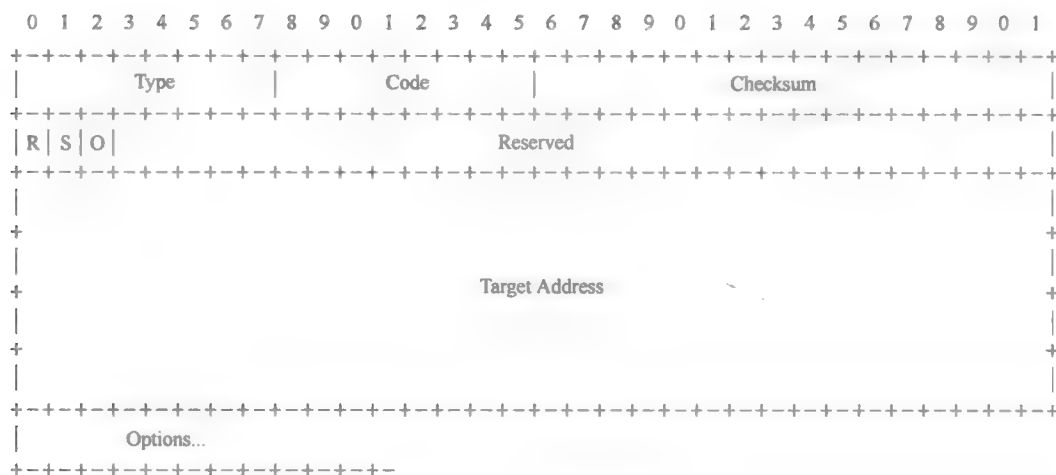 0 1 2 3 4 5 6 7 8 9 0 1 2 3 4 5 6 7 8 9 0 1 2 3 4 5 6 7 8 9 0 1
+-+-+-+-+-+-+-+-+-+-+-+-+-+-+-+-+-+-+-+-+-+-+-+-+-+-+-+-+-+-+-+-+
| Type | Code | Checksum |
+-+-+-+-+-+-+-+-+-+-+-+-+-+-+-+-+-+-+-+-+-+-+-+-+-+-+-+-+-+-+-+-+
|R|S|O| Reserved |
+-+-+-+-+-+-+-+-+-+-+-+-+-+-+-+-+-+-+-+-+-+-+-+-+-+-+-+-+-+-+-+-+
| |
+ +
| |
+ Target Address +
| |
+ +
| |
+-+-+-+-+-+-+-+-+-+-+-+-+-+-+-+-+-+-+-+-+-+-+-+-+-+-+-+-+-+-+-+-+
| Options...
+-+-+-+-+-+-+-+-+-+-+-+-